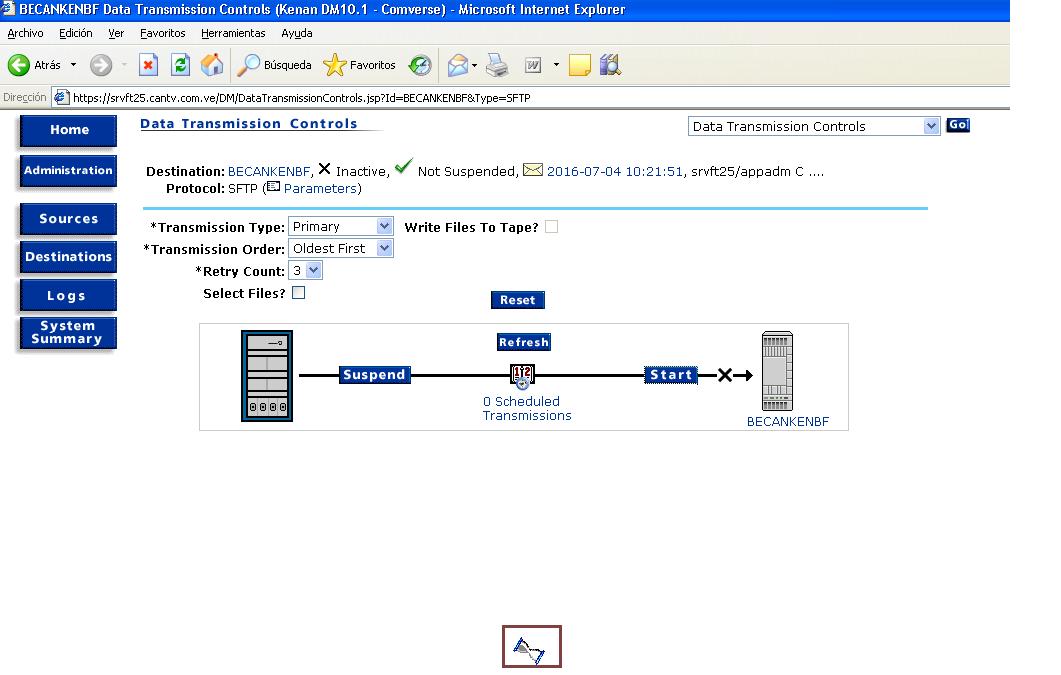 BECANKENBF Data Transmission Controls (Kenan DM10.1 - Comverse) - Microsoft Internet Explorer
Archivo Edición Ver Favoritos Herramientas Ayuda
Atrás Búsqueda Favoritos
Dirección https://srvft25.cantv.com.ve/DM/DataTransmissionControls.jsp?Id=BECANKENBF&Type=SFTP
Home
Administration
Sources
Destinations
Logs
System
Summary
Data Transmission Controls
Data Transmission Controls Go
Destination: BECANKENBF, Inactive, Not Suspended, 2016-07-04 10:21:51, srvft25/appadm C ....
Protocol: SFTP (Parameters)
*Transmission Type: Primary Write Files To Tape?
*Transmission Order: Oldest First
*Retry Count: 3
Select Files?
Reset
Refresh
Suspend 12 Start
0 Scheduled
Transmissions
BECANKENBF